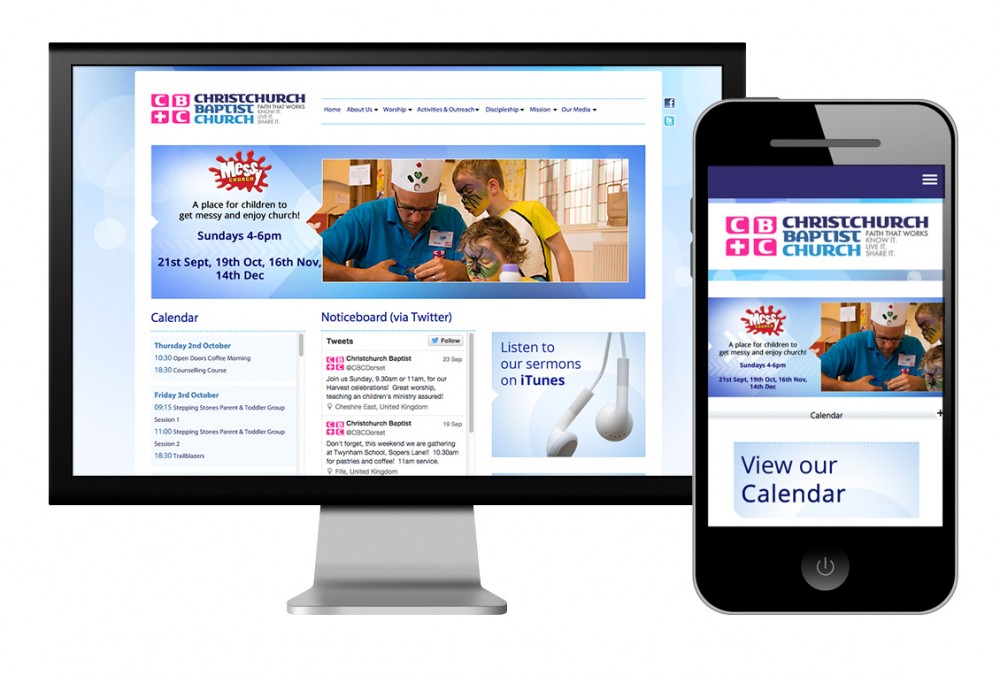 C B CHRISTCHURCH
BAPTIST FAITH THAT WORKS
KNOW IT.
+ C CHURCH LIVE IT.
SHARE IT.
Home About Us Worship Activities & Outreach Discipleship Mission Our Media
Messy
CHURCH
A place for children to
get messy and enjoy church!
Sundays 4-6pm
21st Sept, 19th Oct, 16th Nov,
14th Dec
Calendar
Thursday 2nd October
10:30 Open Doors Coffee Morning
18:30 Counselling Course
Friday 3rd October
09:15 Stepping Stones Parent & Toddler Group
Session 1
11:00 Stepping Stones Parent & Toddler Group
Session 2
18:30 Trailblazers
Noticeboard (via Twitter)
Tweets Follow
Christchurch Baptist 23 Sep
@CBCDorset
Join us Sunday, 9.30am or 11am, for our
Harvest celebrations! Great worship,
teaching an children's ministry assured!
Cheshire East, United Kingdom
Christchurch Baptist 19 Sep
@CBCDorset
Don't forget, this weekend we are gathering
at Twynham School, Sopers Lane!! 10.30am
for pastries and coffee! 11am service.
Fife, United Kingdom
Listen to
our sermons
on iTunes
C B CHRISTCHURCH
BAPTIST FAITH THAT WORKS
KNOW IT.
+ C CHURCH LIVE IT.
SHARE IT.
Messy
CHURCH
A place for children to
get messy and enjoy church!
Sundays 4-6pm
21st Sept, 19th Oct, 16th Nov,
14th Dec
Calendar +
View our
Calendar